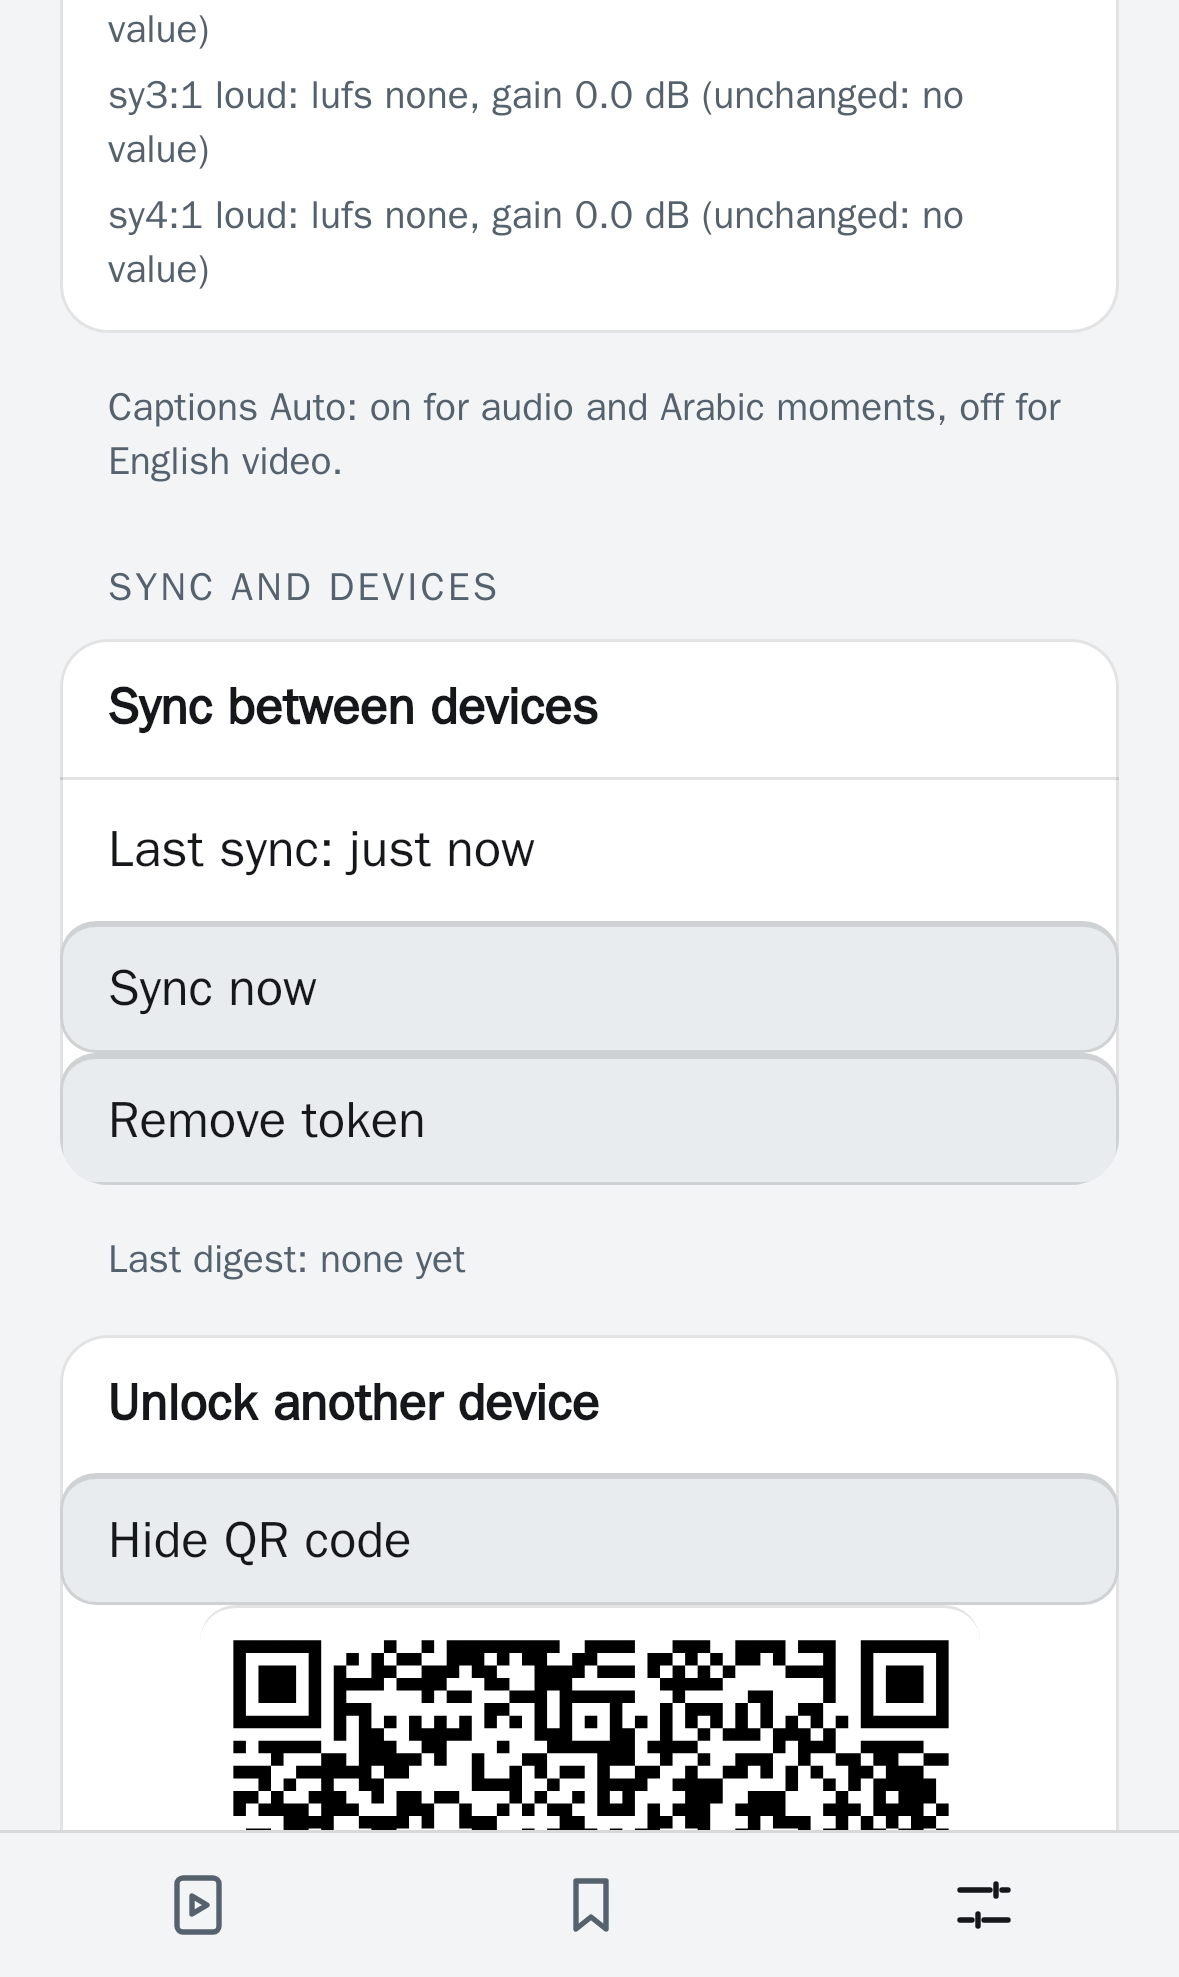 value)
sy3:1 loud: lufs none, gain 0.0 dB (unchanged: no
value)
sy4:1 loud: lufs none, gain 0.0 dB (unchanged: no
value)
Captions Auto: on for audio and Arabic moments, off for
English video.
SYNC AND DEVICES
Sync between devices
Last sync: just now
Sync now
Remove token
Last digest: none yet
Unlock another device
Hide QR code